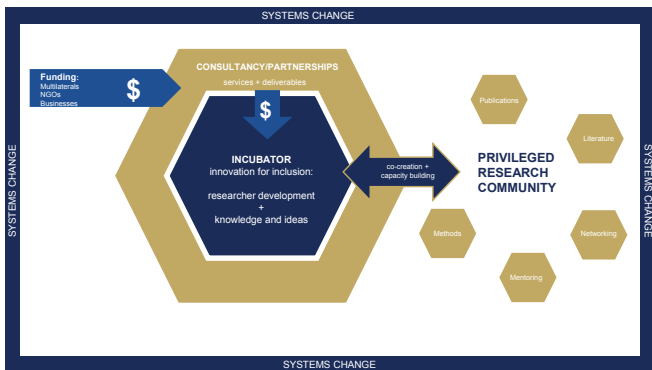 SYSTEMS CHANGE
Funding:
Multilaterals
NGOs
Businesses
$
CONSULTANCY/PARTNERSHIPS
services + deliverables
$
INCUBATOR
innovation for inclusion:
researcher development
+
knowledge and ideas
co-creation +
capacity building
PRIVILEGED
RESEARCH
COMMUNITY
Publications
Literature
Methods
Networking
Mentoring
SYSTEMS CHANGE
SYSTEMS CHANGE
SYSTEMS CHANGE